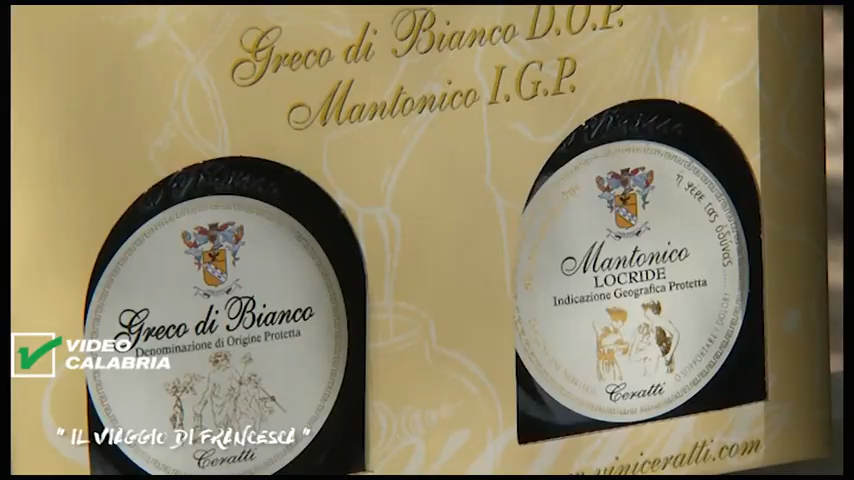 Greco di Bianco D.O.P.
Mantonico I.G.P.
Greco di Bianco
Denominazione di Origine Protetta
Ceratti
Mantonico
LOCRIDE
Indicazione Geografica Protetta
Ceratti
viniceratti.com
VIDEO
CALABRIA
" IL VIAGGIO DI FRANCESCA "